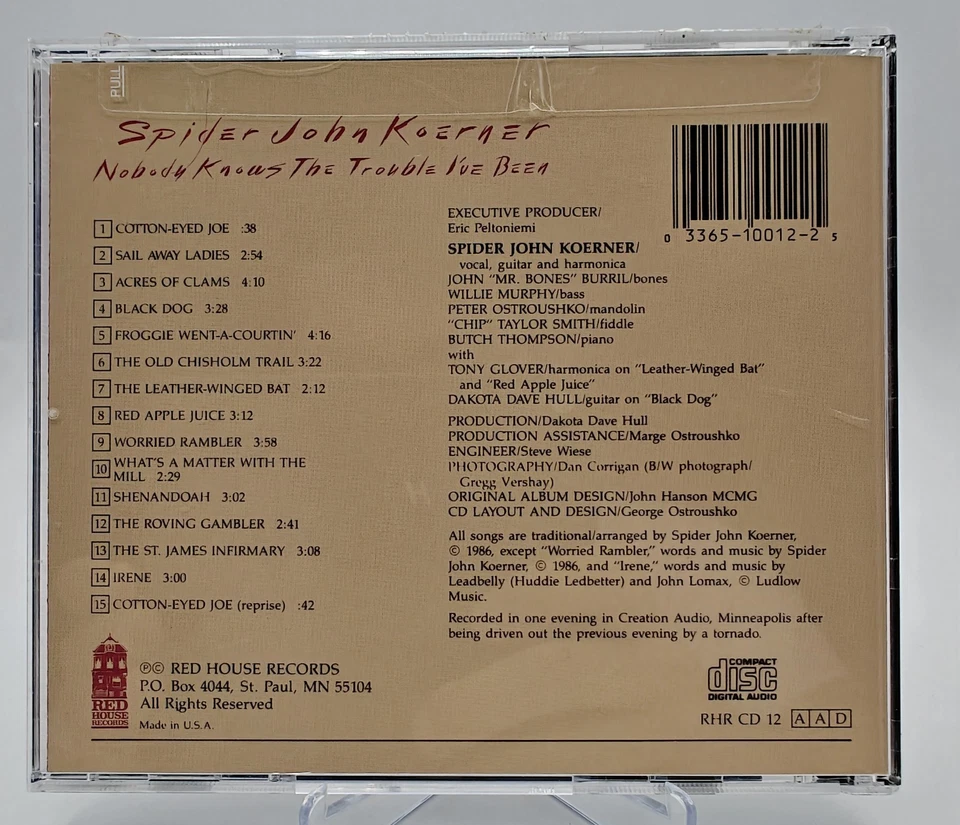 PULL
Spider John Koerner
Nobody Knows The Trouble I've Been
0 3365-10012-2 5
1 COTTON-EYED JOE :38
2 SAIL AWAY LADIES 2:54
3 ACRES OF CLAMS 4:10
4 BLACK DOG 3:28
5 FROGGIE WENT-A-COURTIN' 4:16
6 THE OLD CHISHOLM TRAIL 3:22
7 THE LEATHER-WINGED BAT 2:12
8 RED APPLE JUICE 3:12
9 WORRIED RAMBLER 3:58
10 WHAT'S A MATTER WITH THE
MILL 2:29
11 SHENANDOAH 3:02
12 THE ROVING GAMBLER 2:41
13 THE ST. JAMES INFIRMARY 3:08
14 IRENE 3:00
15 COTTON-EYED JOE (reprise) :42
EXECUTIVE PRODUCER/
Eric Peltoniemi
SPIDER JOHN KOERNER/
vocal, guitar and harmonica
JOHN "MR. BONES" BURRIL/bones
WILLIE MURPHY/bass
PETER OSTROUSHKO/mandolin
"CHIP" TAYLOR SMITH/fiddle
BUTCH THOMPSON/piano
with
TONY GLOVER/harmonica on "Leather-Winged Bat"
and "Red Apple Juice"
DAKOTA DAVE HULL/guitar on "Black Dog"
PRODUCTION/Dakota Dave Hull
PRODUCTION ASSISTANCE/Marge Ostroushko
ENGINEER/Steve Wiese
PHOTOGRAPHY/Dan Corrigan (B/W photograph/
Gregg Vershay)
ORIGINAL ALBUM DESIGN/John Hanson MCMG
CD LAYOUT AND DESIGN/George Ostroushko
All songs are traditional/arranged by Spider John Koerner,
© 1986, except "Worried Rambler," words and music by Spider
John Koerner, © 1986, and "Irene," words and music by
Leadbelly (Huddie Ledbetter) and John Lomax, © Ludlow
Music.
Recorded in one evening in Creation Audio, Minneapolis after
being driven out the previous evening by a tornado.
RED
HOUSE
RECORDS
℗© RED HOUSE RECORDS
P.O. Box 4044, St. Paul, MN 55104
All Rights Reserved
Made in U.S.A.
COMPACT
disc
DIGITAL AUDIO
RHR CD 12 A A D